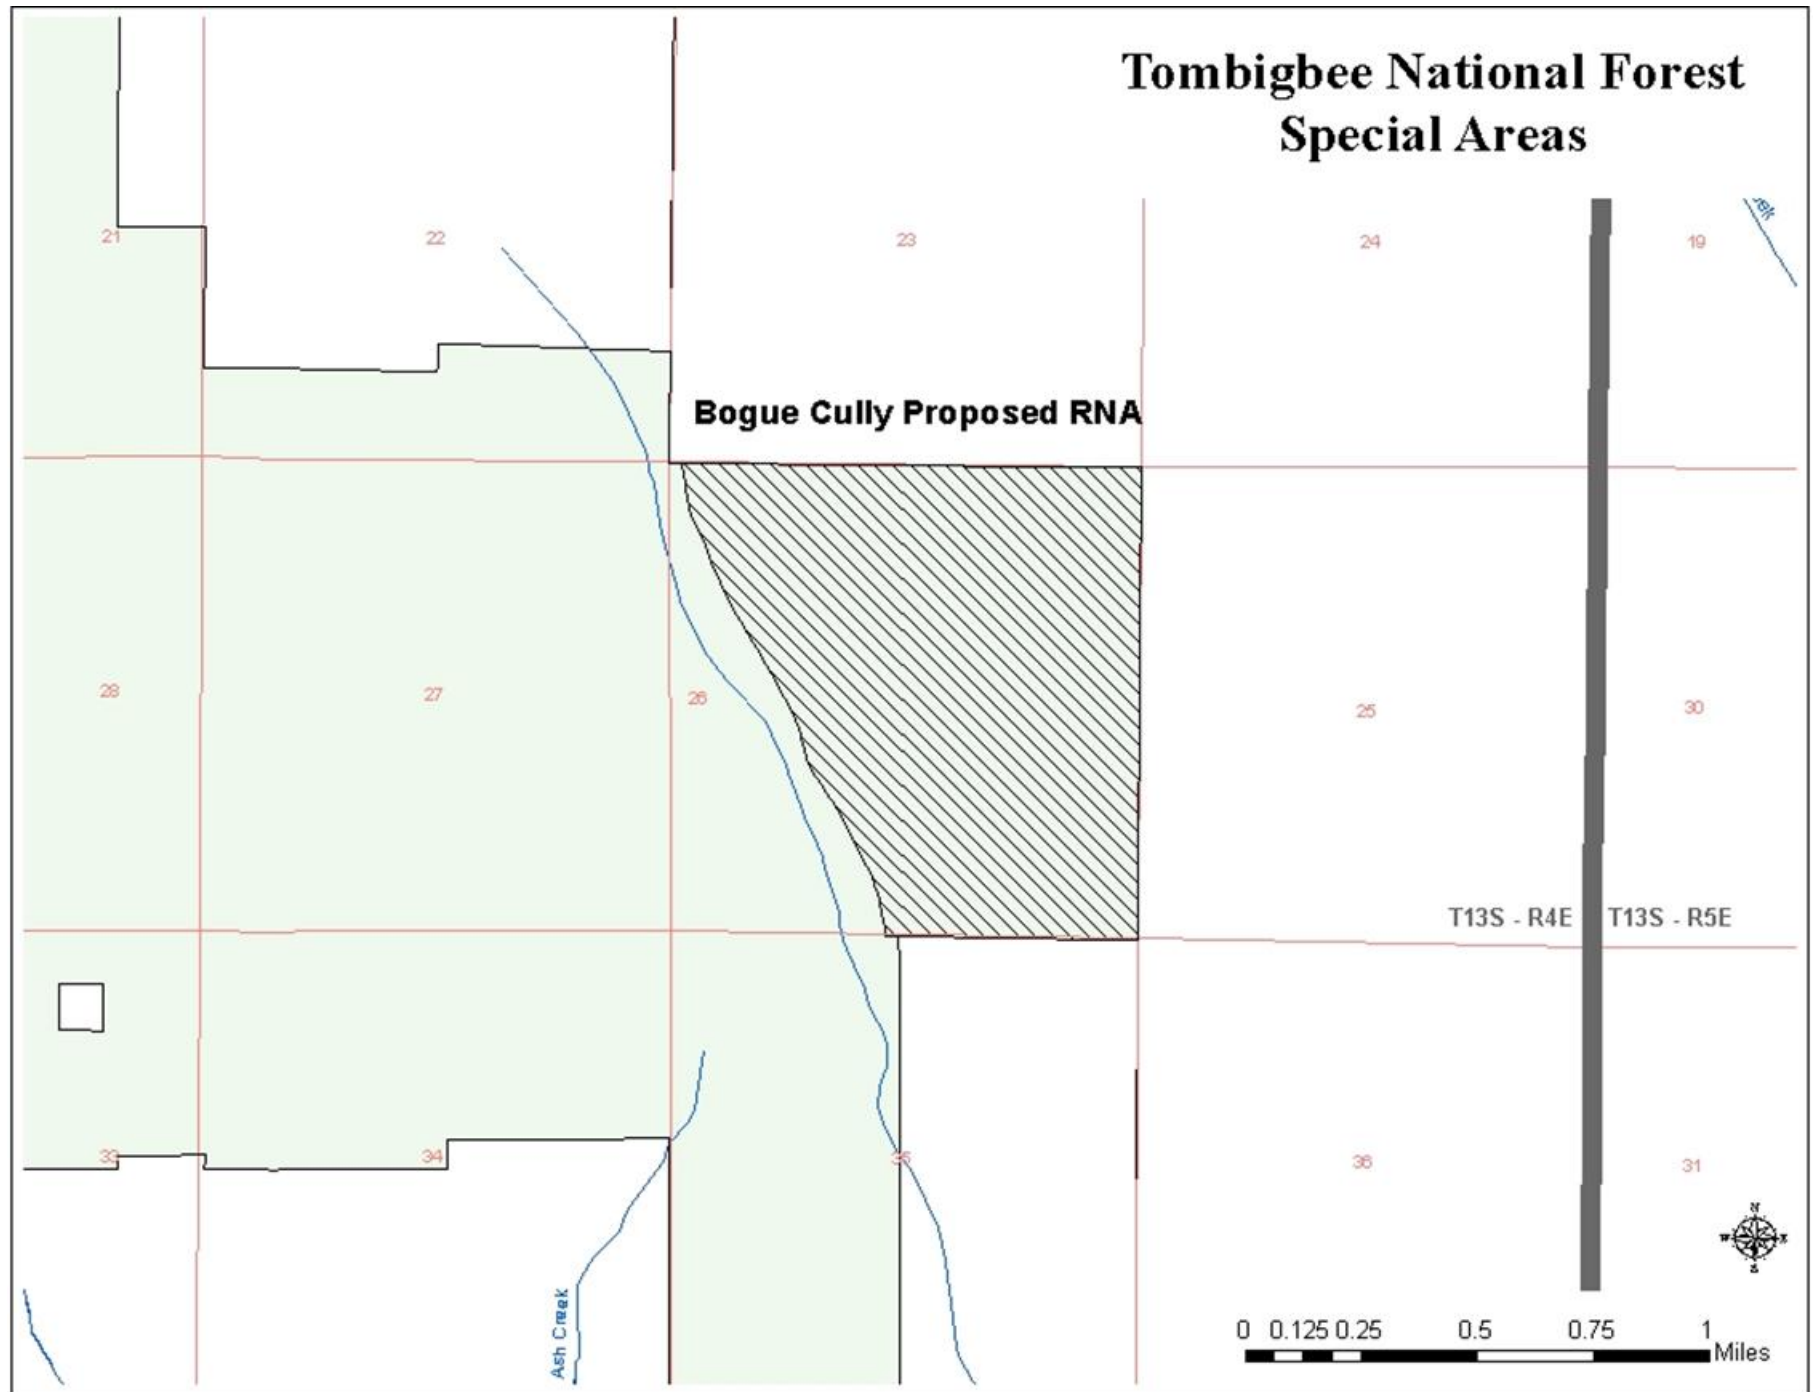 Tombigbee National Forest
Special Areas
ek
21
22
23
24
19
Bogue Cully Proposed RNA
28
27
26
25
30
T13S - R4E
T13S - R5E
33
34
35
36
31
N
W
E
S
Ash Creek
0 0.125 0.25 0.5 0.75 1
Miles